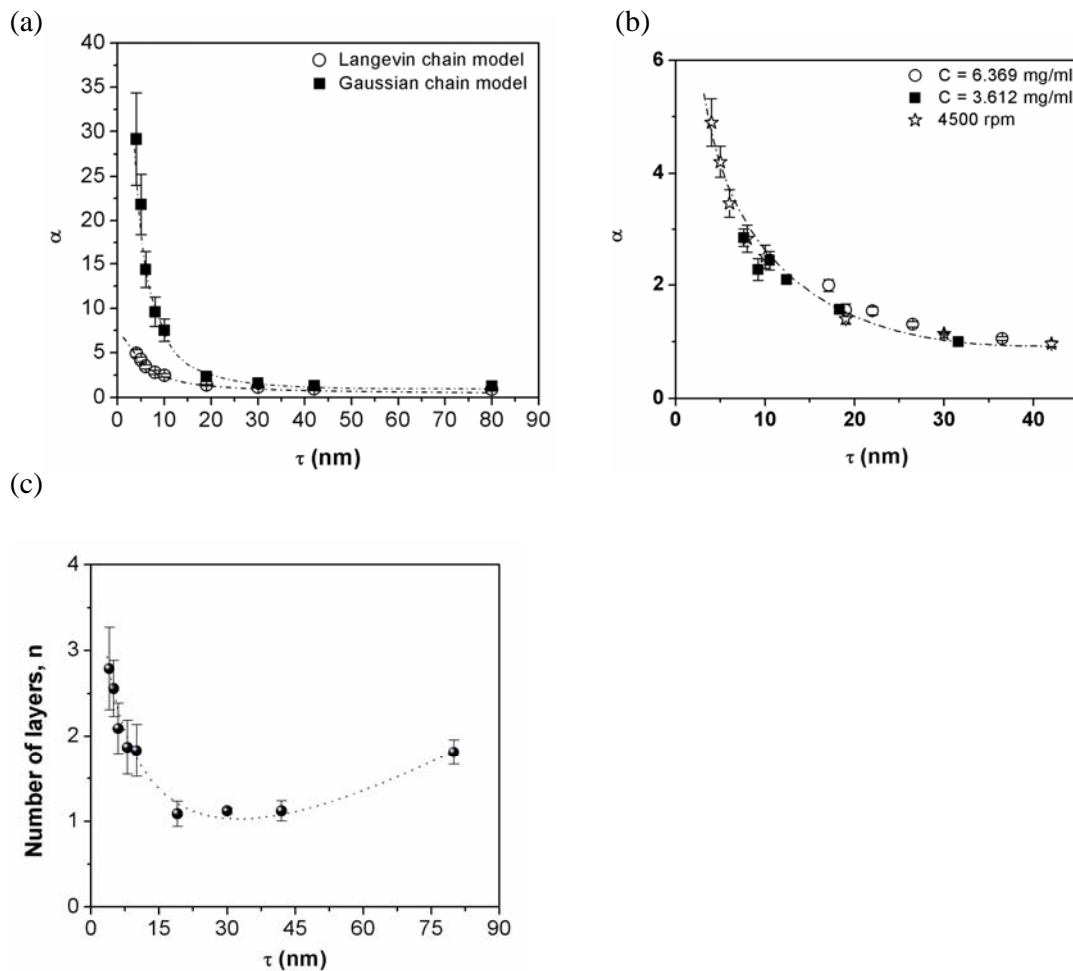 (a)
40
35
30
25
20
15
10
5
0
α
Langevin chain model
Gaussian chain model
0 10 20 30 40 50 60 70 80 90
τ (nm)
(b)
6
4
2
0
α
C = 6.369 mg/ml
C = 3.612 mg/ml
4500 rpm
0 10 20 30 40
τ (nm)
(c)
4
3
2
1
0
Number of layers, n
0 15 30 45 60 75 90
τ (nm)